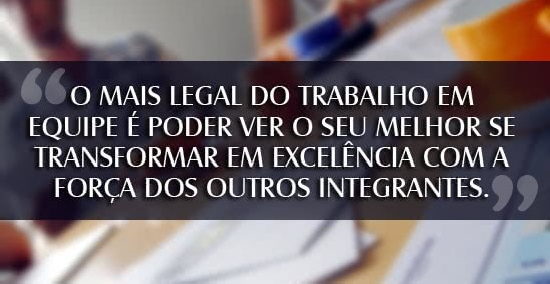 “O MAIS LEGAL DO TRABALHO EM
EQUIPE É PODER VER O SEU MELHOR SE
TRANSFORMAR EM EXCELÊNCIA COM A
FORÇA DOS OUTROS INTEGRANTES.”